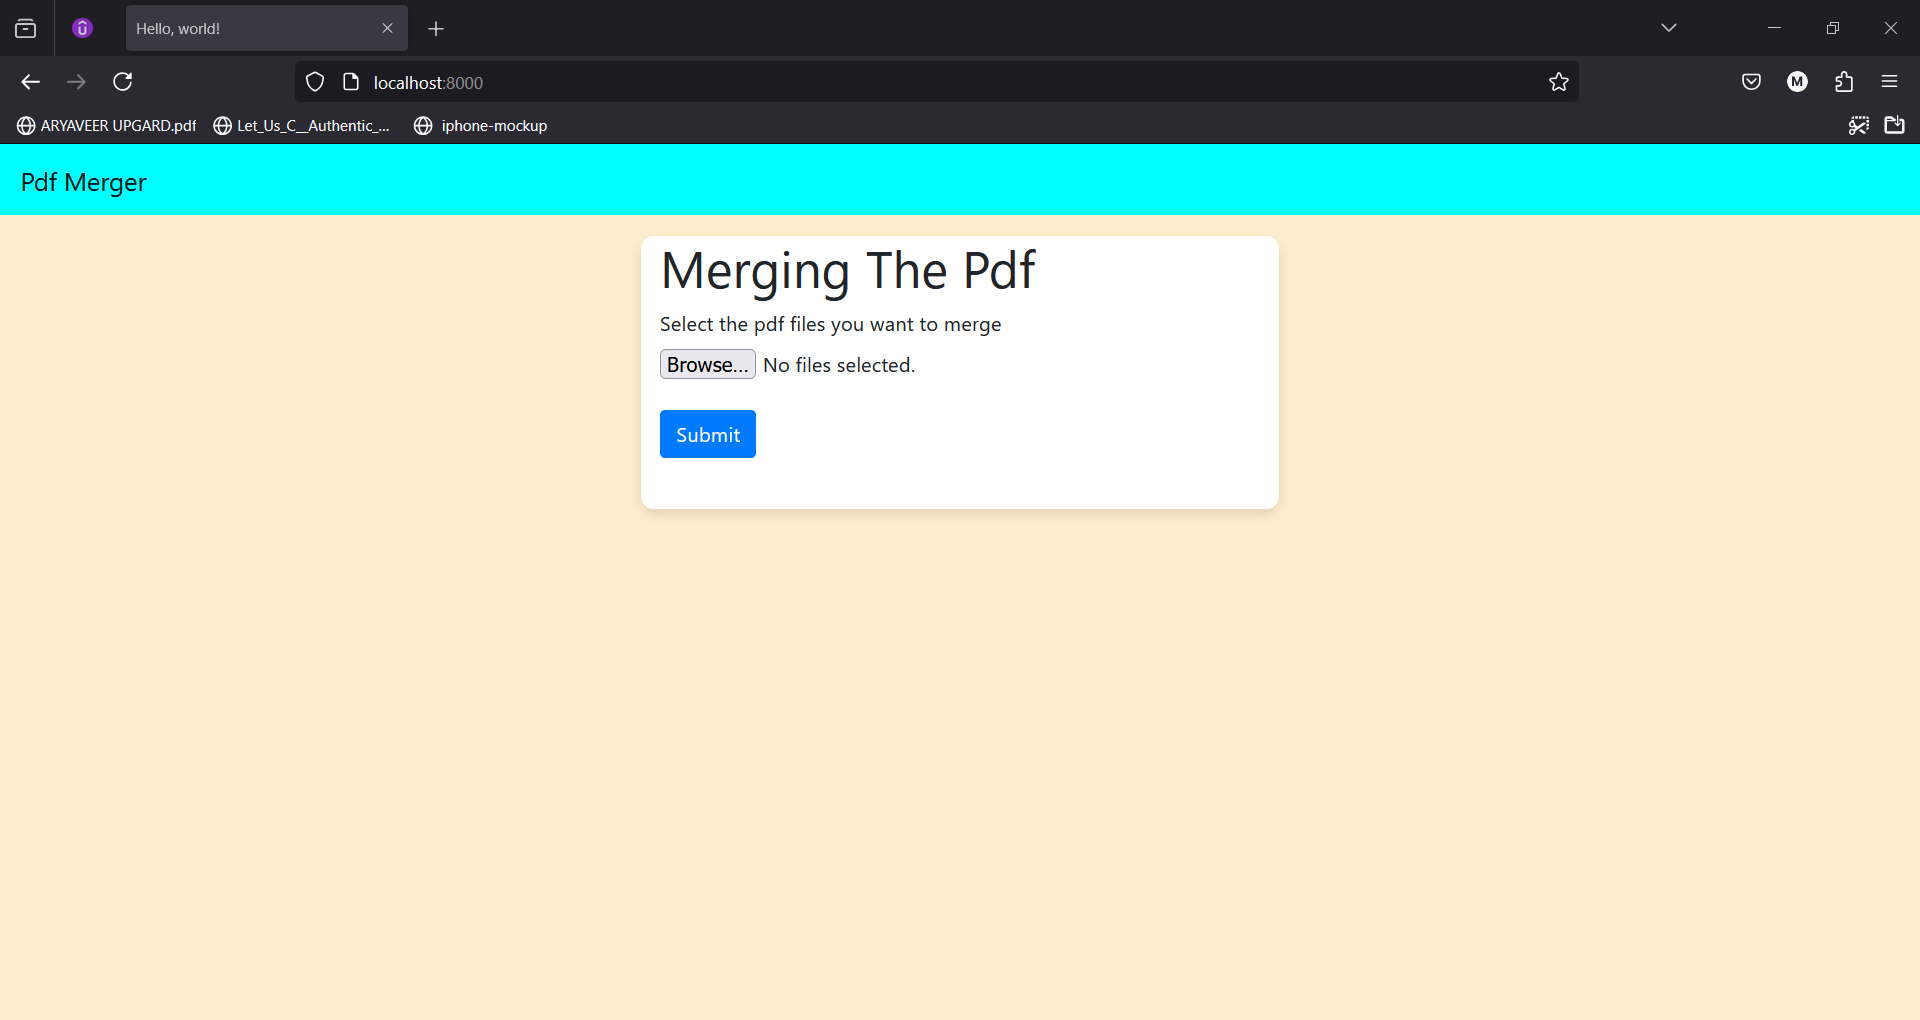 Hello, world!
localhost:8000
ARYAVEER UPGARD.pdf
Let_Us_C__Authentic_...
iphone-mockup
M
Pdf Merger
Merging The Pdf
Select the pdf files you want to merge
Browse... No files selected.
Submit